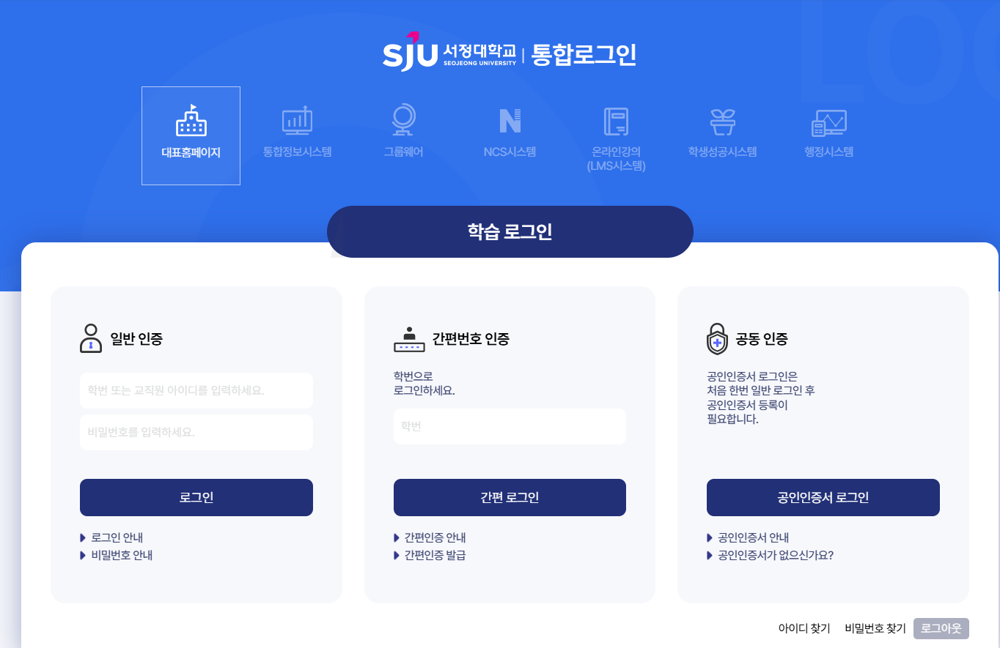 LOG
SJU 서정대학교 SEOJEONG UNIVERSITY | 통합로그인
대표홈페이지
통합정보시스템
그룹웨어
NCS시스템
온라인강의
(LMS시스템)
학생성공시스템
행정시스템
학습 로그인
일반 인증
학번 또는 교직원 아이디를 입력하세요.
비밀번호를 입력하세요.
로그인
로그인 안내
비밀번호 안내
간편번호 인증
학번으로
로그인하세요.
학번
간편 로그인
간편인증 안내
간편인증 발급
공동 인증
공인인증서 로그인은
처음 한번 일반 로그인 후
공인인증서 등록이
필요합니다.
공인인증서 로그인
공인인증서 안내
공인인증서가 없으신가요?
아이디 찾기 비밀번호 찾기 로그아웃